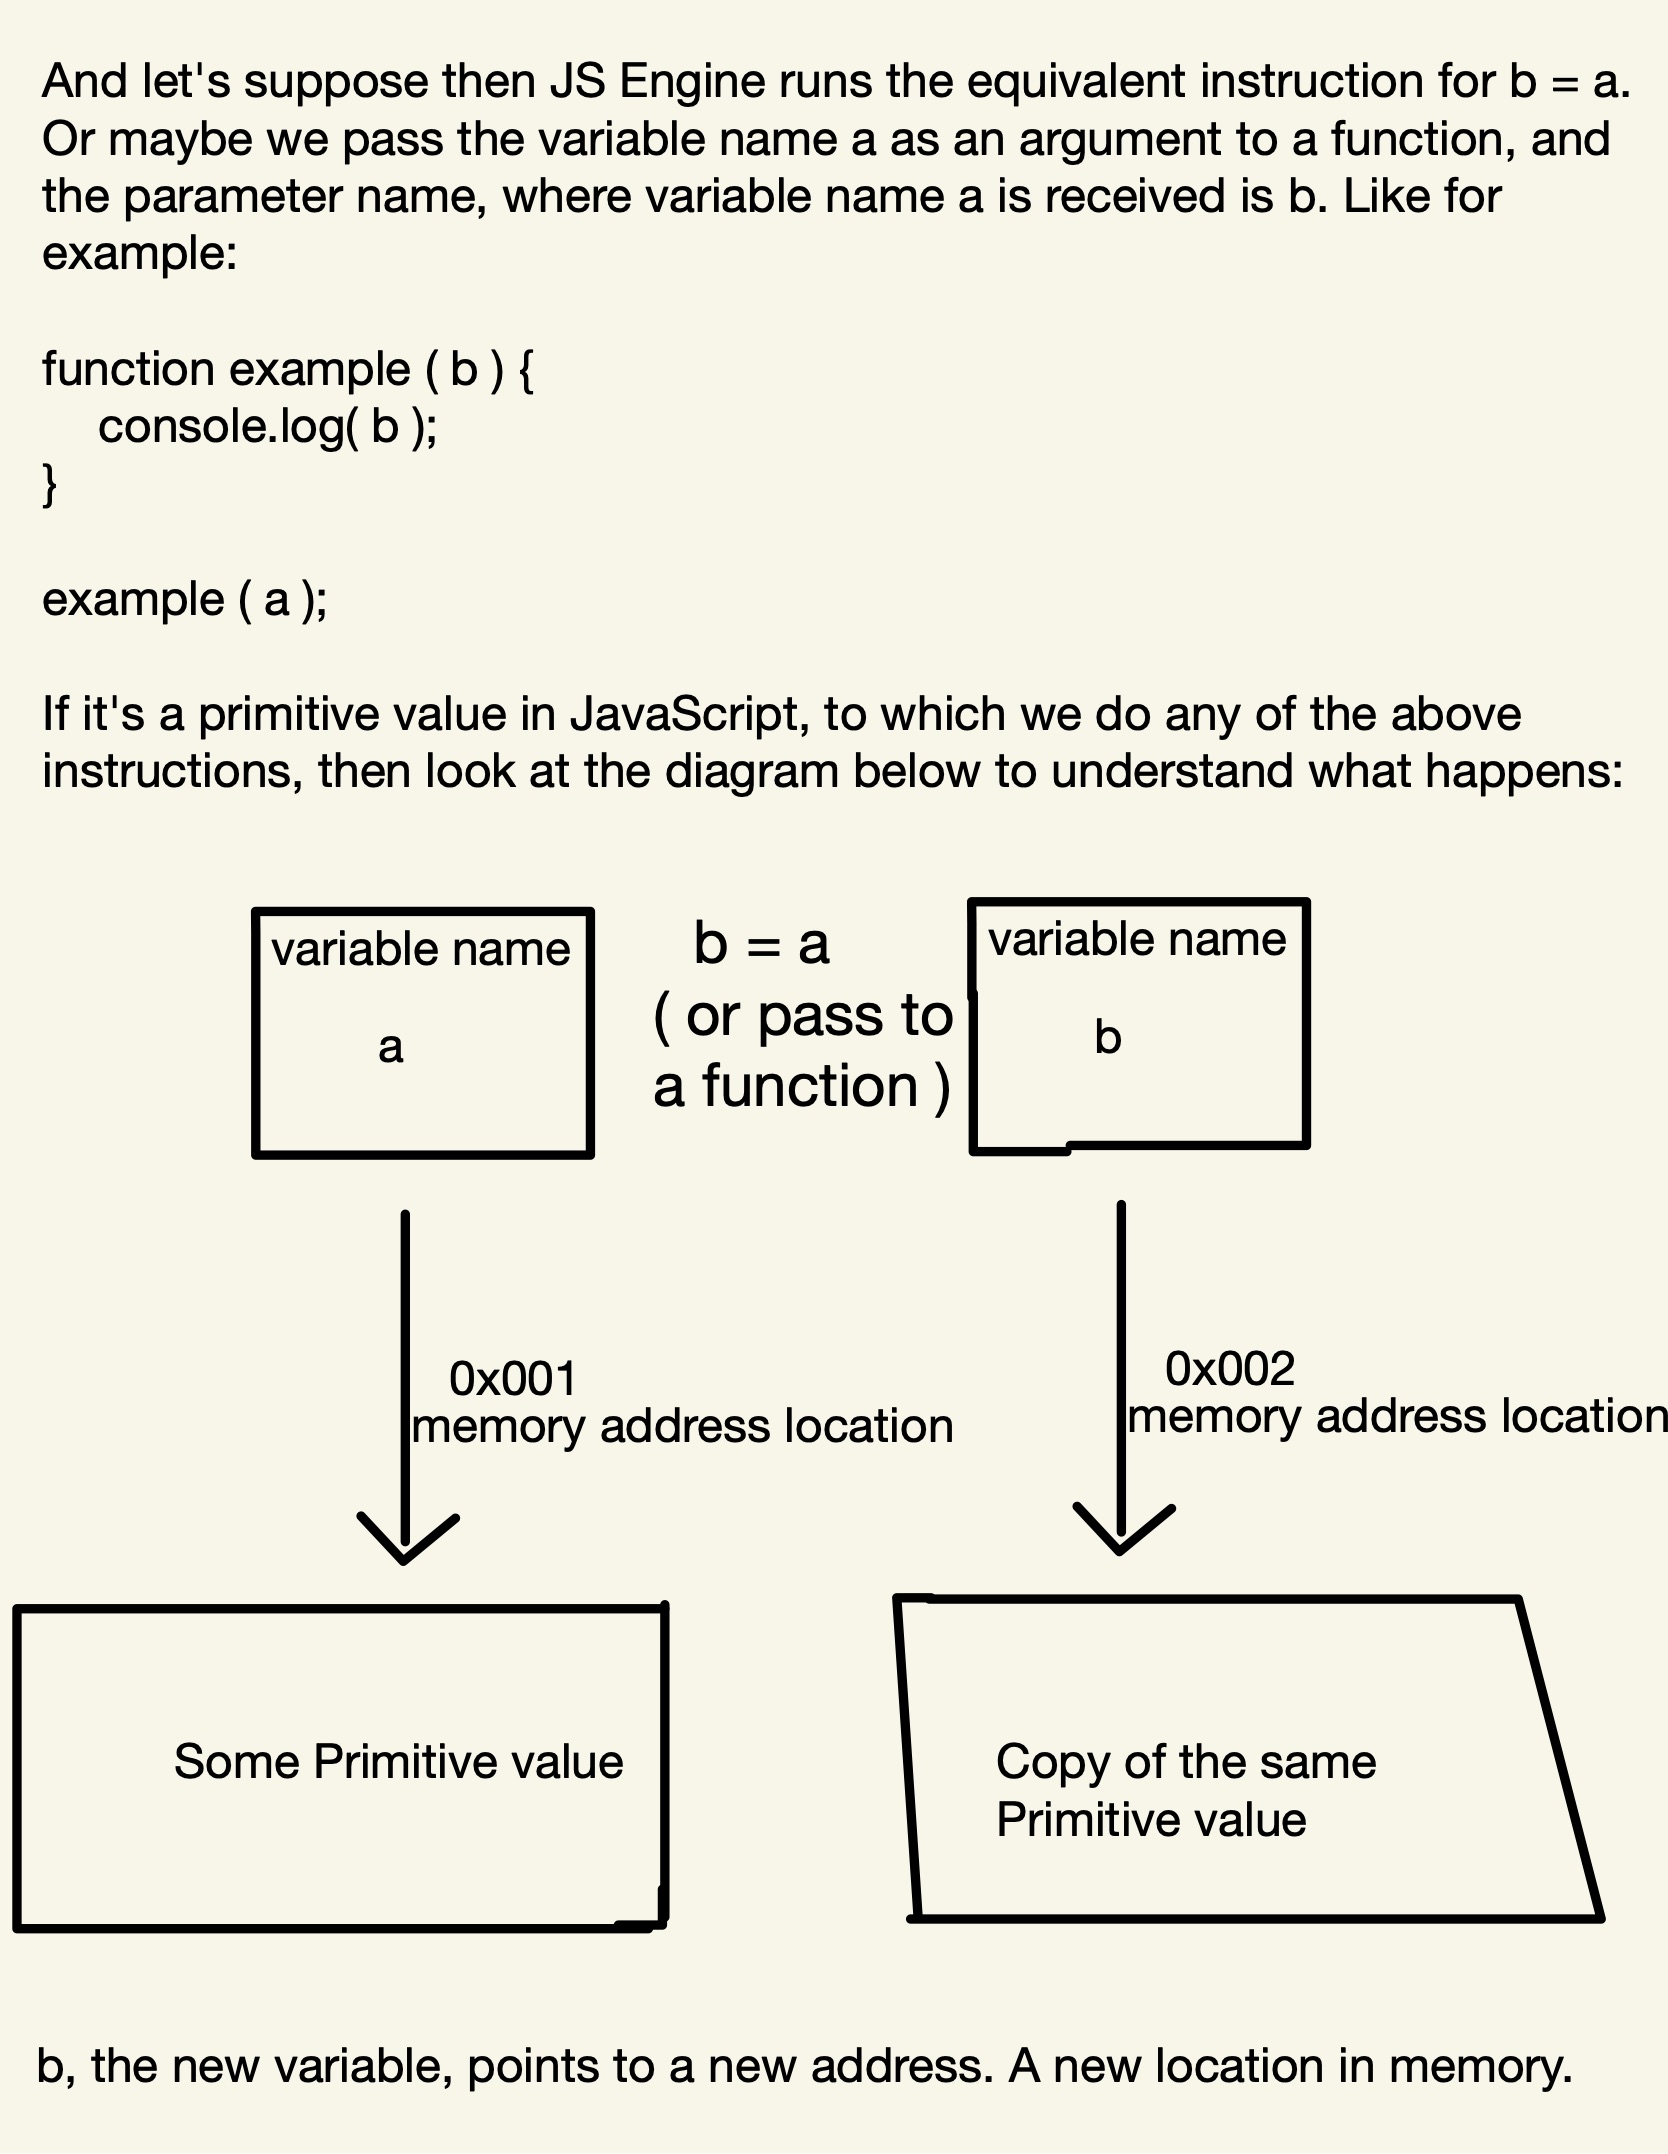 And let's suppose then JS Engine runs the equivalent instruction for b = a.
Or maybe we pass the variable name a as an argument to a function, and
the parameter name, where variable name a is received is b. Like for
example:
function example ( b ) {
console.log( b );
}
example ( a );
If it's a primitive value in JavaScript, to which we do any of the above
instructions, then look at the diagram below to understand what happens:
variable name
a
b = a
( or pass to
a function )
variable name
b
0x001
memory address location
0x002
memory address location
Some Primitive value
Copy of the same
Primitive value
b, the new variable, points to a new address. A new location in memory.